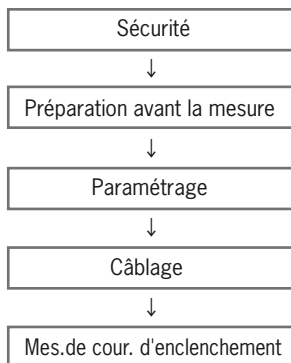 Sécurité
↓
Préparation avant la mesure
↓
Paramétrage
↓
Câblage
↓
Mes.de cour. d'enclenchement